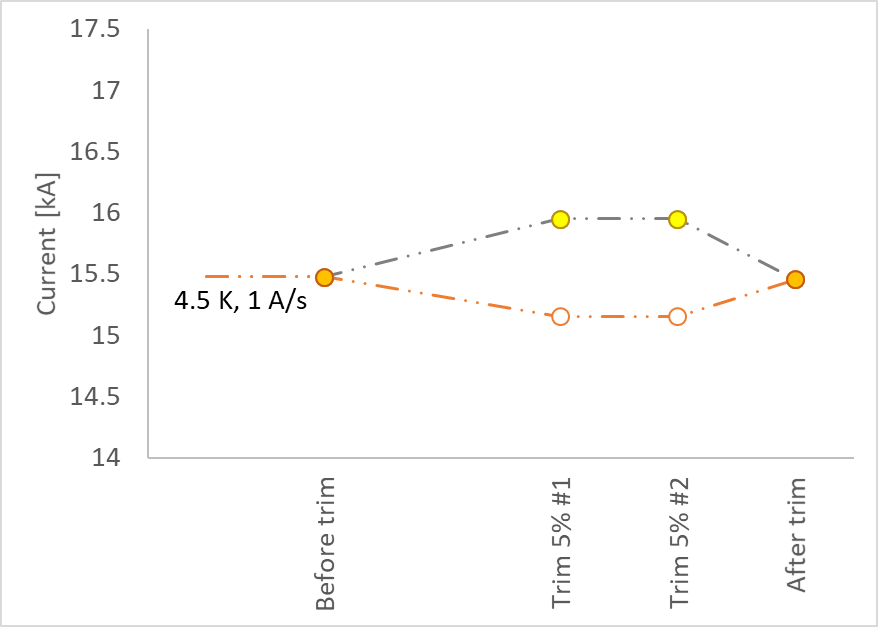 17.5
17
16.5
16
15.5
15
14.5
14
Current [kA]
4.5 K, 1 A/s
Before trim
Trim 5% #1
Trim 5% #2
After trim